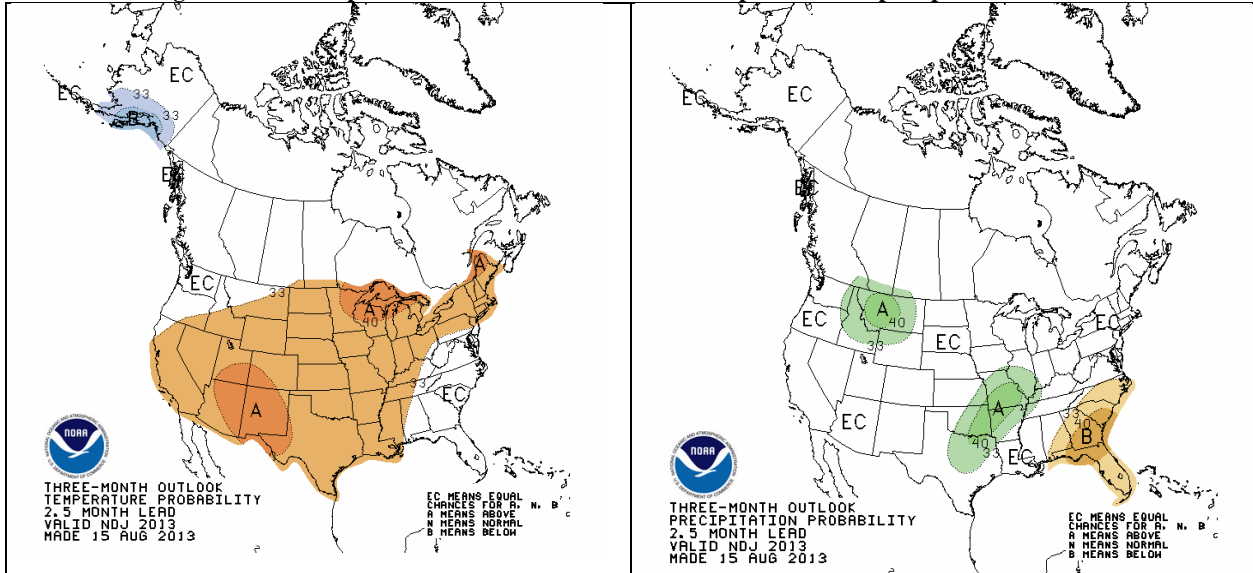 EC
EC
33
33
B
EC
EC
33
A
A
40
A
3
EC
NOAA
THREE-MONTH OUTLOOK
TEMPERATURE PROBABILITY
2.5 MONTH LEAD
VALID NDJ 2013
MADE 15 AUG 2013
EC MEANS EQUAL
CHANCES FOR A, N, B
A MEANS ABOVE
N MEANS NORMAL
B MEANS BELOW
EC
EC
EC
A
40
EC
33
EC
EC
EC
A
40
33
EC
33
40
B
NOAA
THREE-MONTH OUTLOOK
PRECIPITATION PROBABILITY
2.5 MONTH LEAD
VALID NDJ 2013
MADE 15 AUG 2013
EC MEANS EQUAL
CHANCES FOR A, N, B
A MEANS ABOVE
N MEANS NORMAL
B MEANS BELOW